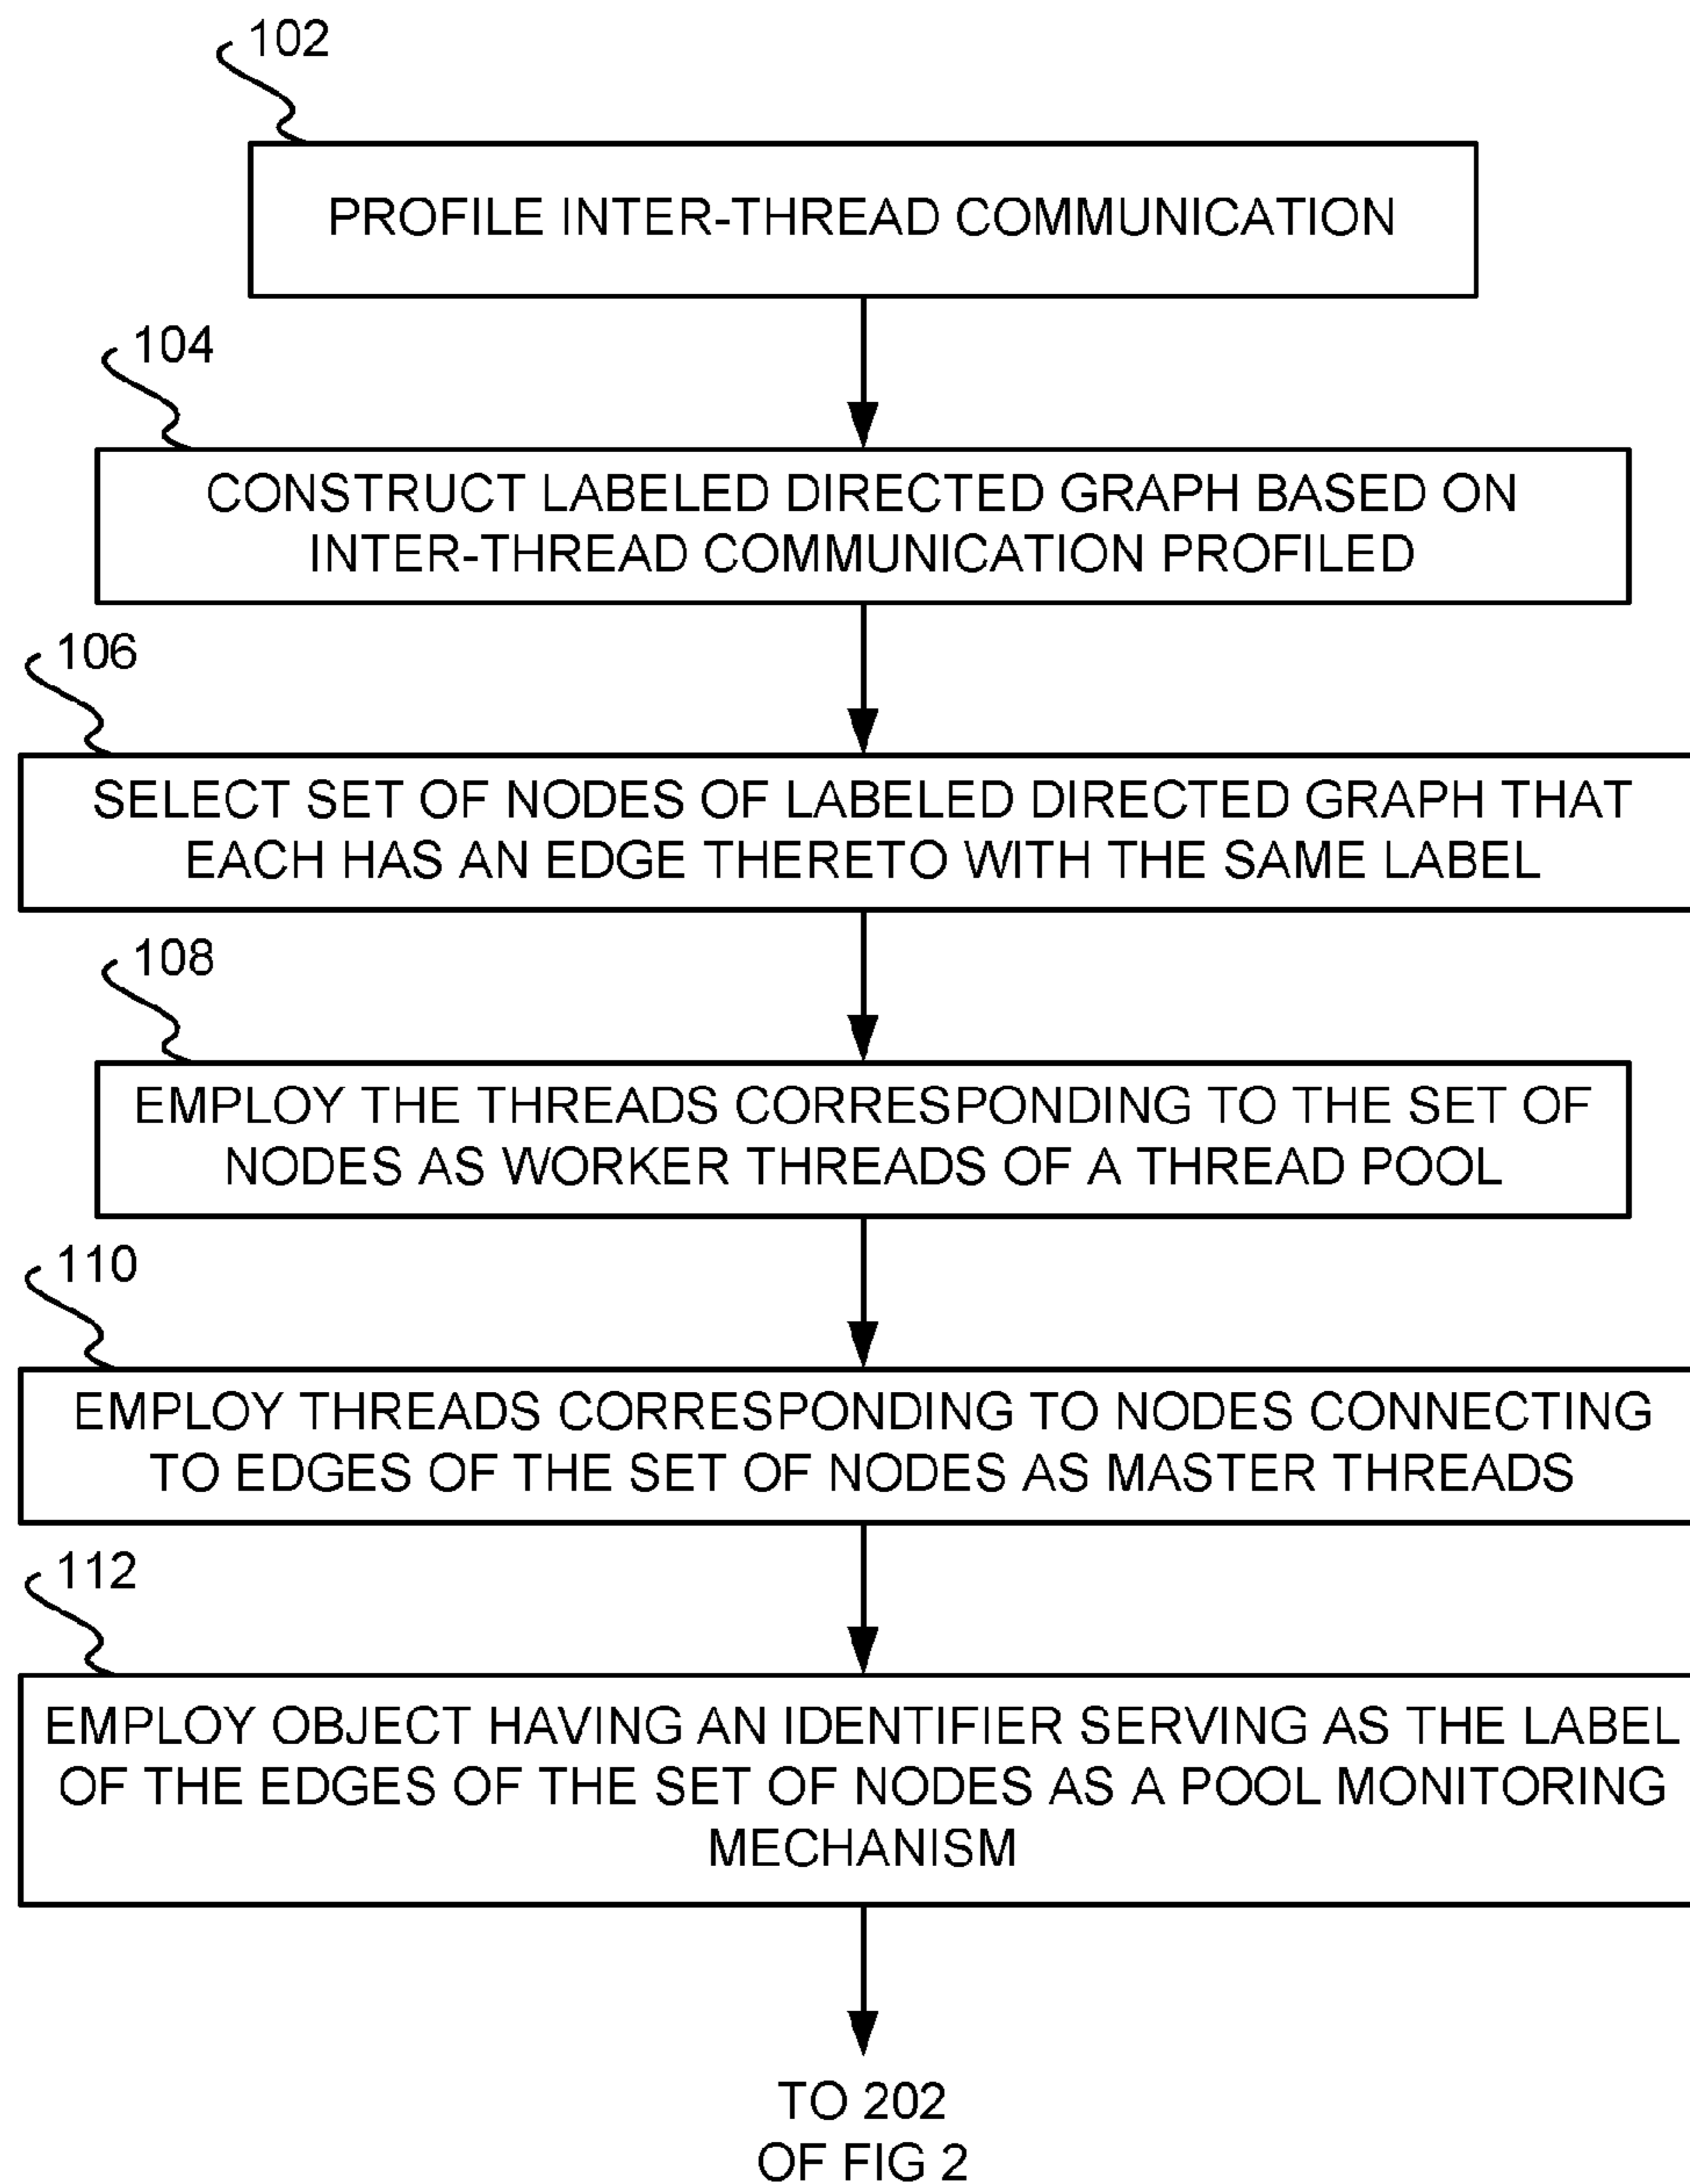 102
PROFILE INTER-THREAD COMMUNICATION
104
CONSTRUCT LABELED DIRECTED GRAPH BASED ON
INTER-THREAD COMMUNICATION PROFILED
106
SELECT SET OF NODES OF LABELED DIRECTED GRAPH THAT
EACH HAS AN EDGE THERETO WITH THE SAME LABEL
108
EMPLOY THE THREADS CORRESPONDING TO THE SET OF
NODES AS WORKER THREADS OF A THREAD POOL
110
EMPLOY THREADS CORRESPONDING TO NODES CONNECTING
TO EDGES OF THE SET OF NODES AS MASTER THREADS
112
EMPLOY OBJECT HAVING AN IDENTIFIER SERVING AS THE LABEL
OF THE EDGES OF THE SET OF NODES AS A POOL MONITORING
MECHANISM
TO 202
OF FIG 2